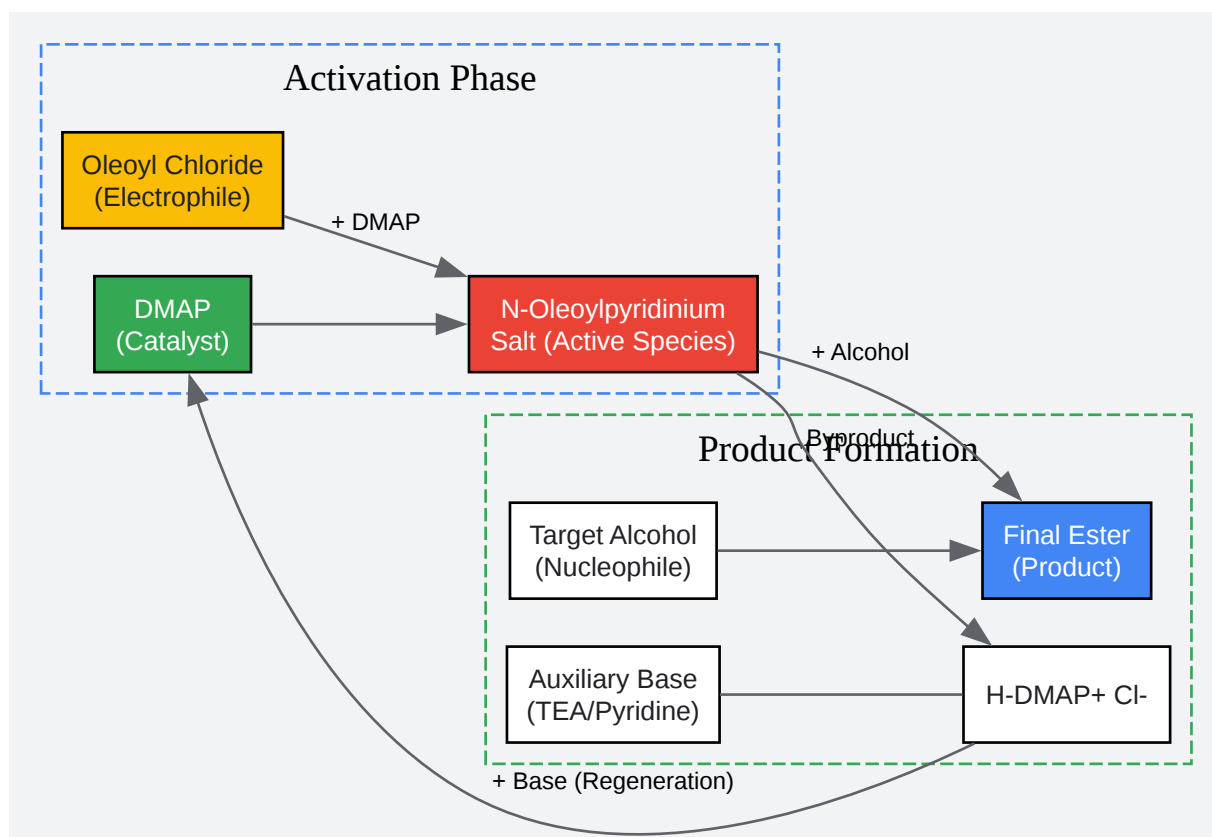 Activation Phase
Oleoyl Chloride
(Electrophile)
+ DMAP
DMAP
(Catalyst)
N-Oleoylpyridinium
Salt (Active Species)
+ Alcohol
Byproduct
Product Formation
Target Alcohol
(Nucleophile)
Final Ester
(Product)
Auxiliary Base
(TEA/Pyridine)
H-DMAP+ Cl-
+ Base (Regeneration)